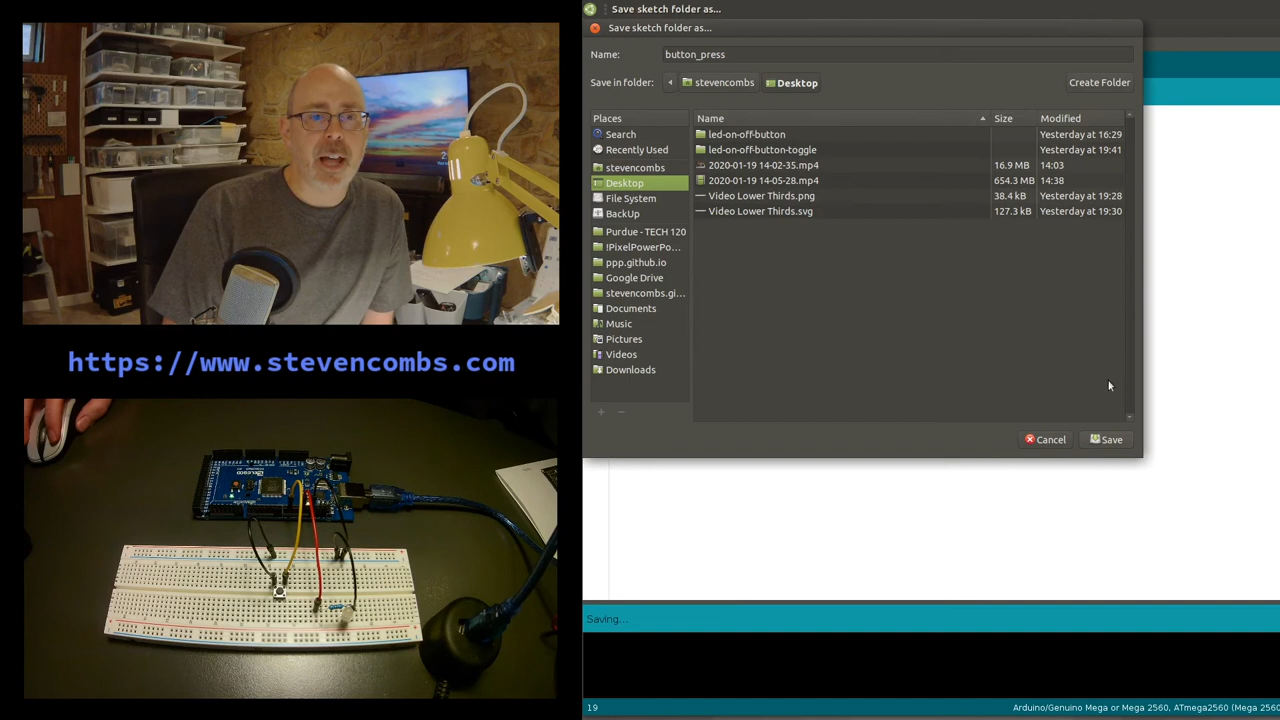 Save sketch folder as...
Save sketch folder as...
Name: button_press
Save in folder: stevencombs Desktop Create Folder
Places Name Size Modified
Search
Recently Used
stevencombs
Desktop
File System
BackUp
Purdue - TECH 120
!PixelPowerPo...
ppp.github.io
Google Drive
stevencombs.gi...
Documents
Music
Pictures
Videos
Downloads
led-on-off-button Yesterday at 16:29
led-on-off-button-toggle Yesterday at 19:41
2020-01-19 14-02-35.mp4 16.9 MB 14:03
2020-01-19 14-05-28.mp4 654.3 MB 14:38
Video Lower Thirds.png 38.4 kB Yesterday at 19:28
Video Lower Thirds.svg 127.3 kB Yesterday at 19:30
Cancel Save
https://www.stevencombs.com
ELEGOO
Saving...
19 Arduino/Genuino Mega or Mega 2560, ATmega2560 (Mega 2560